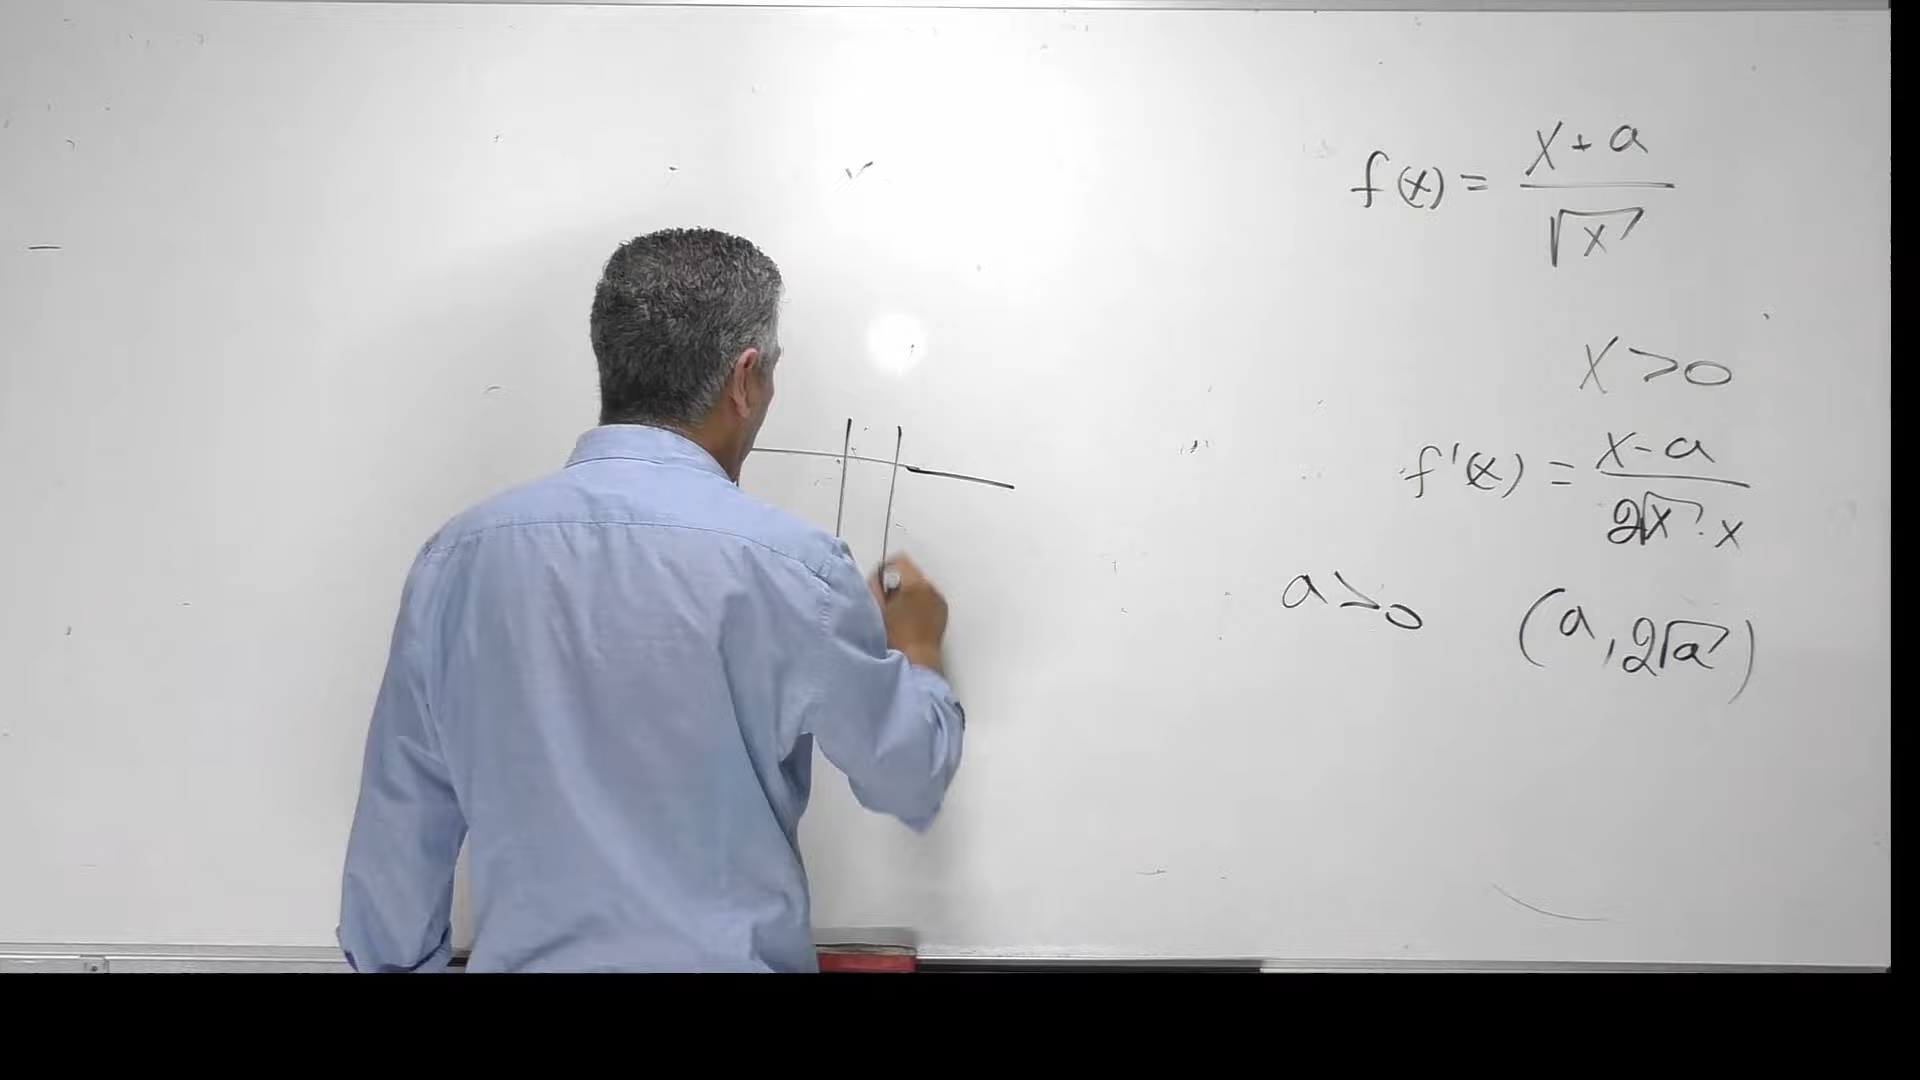 f(x) = (x + a) / √x
x > 0
f'(x) = (x - a) / (2√x · x)
a > 0 (a, 2√a)